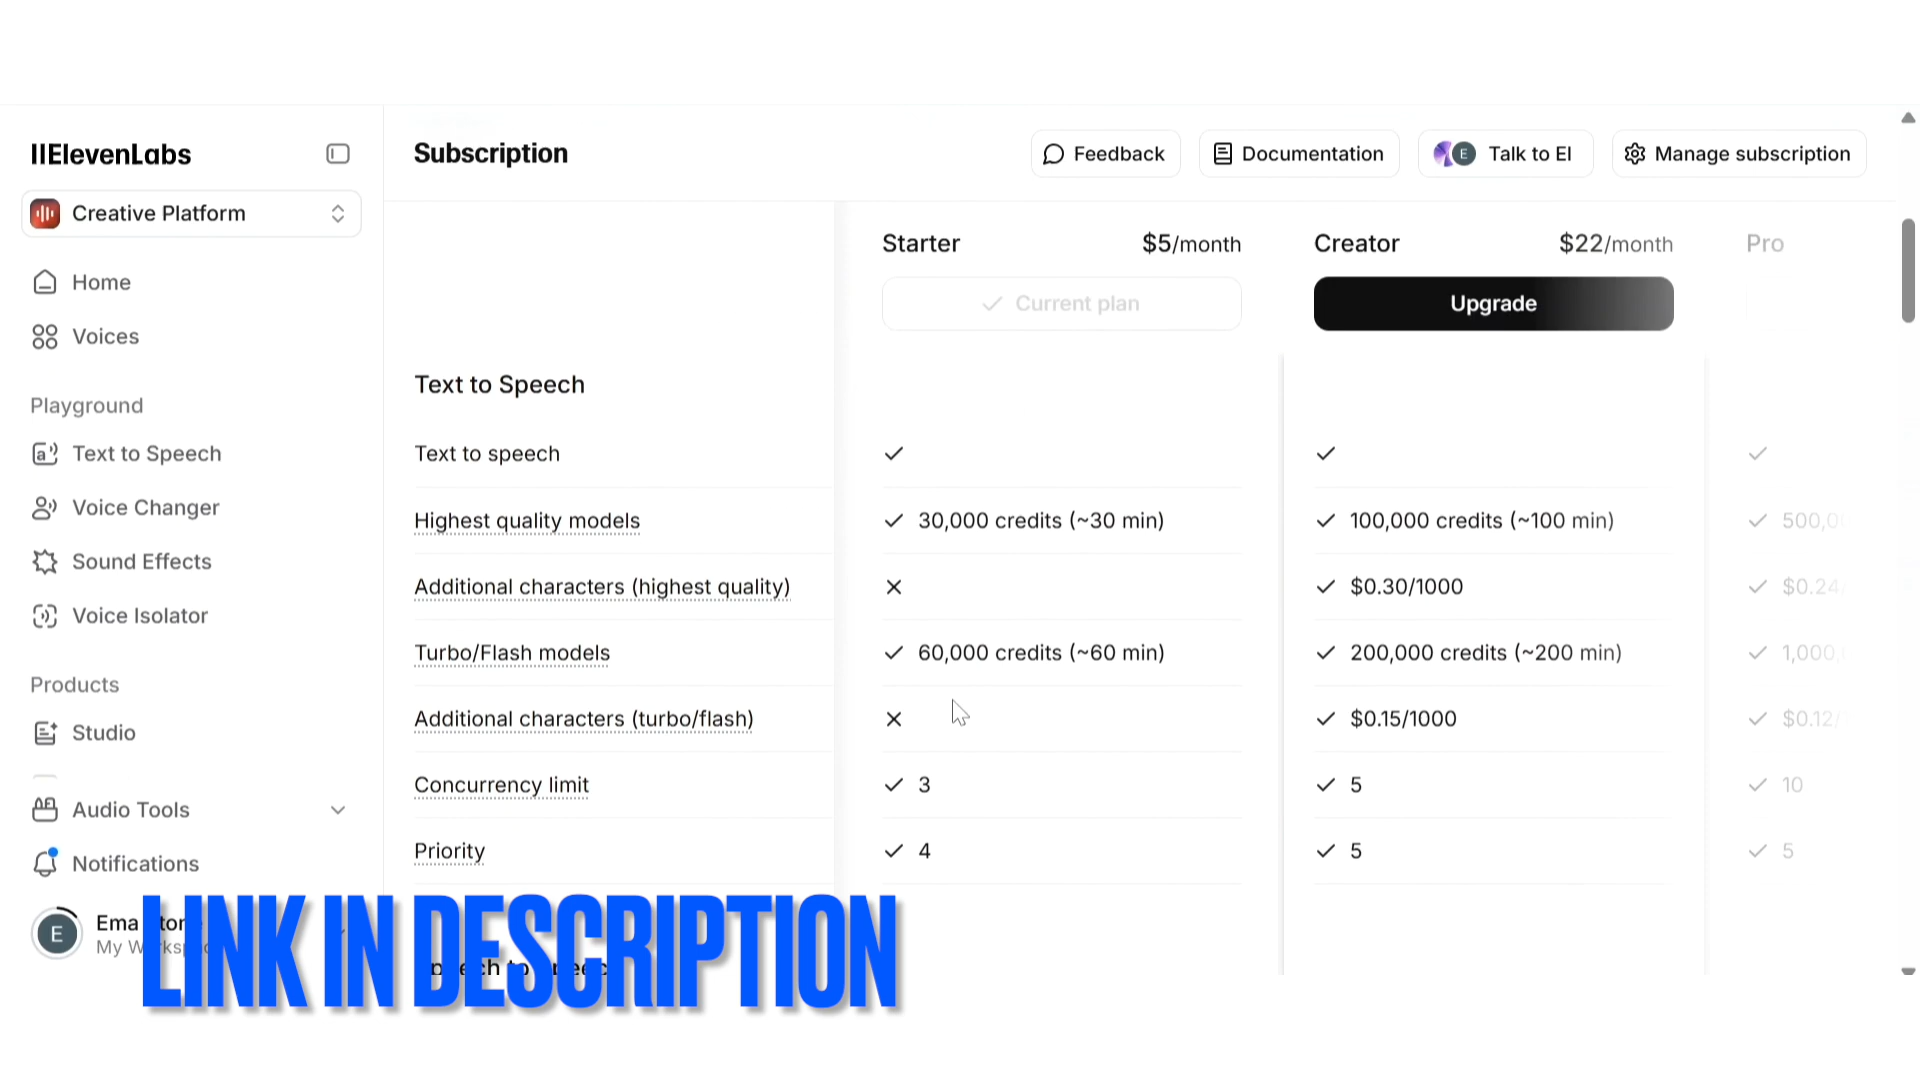 IIElevenLabs
Creative Platform
Home
Voices
Playground
Text to Speech
Voice Changer
Sound Effects
Voice Isolator
Products
Studio
Audio Tools
Notifications
E
Subscription
Feedback
Documentation
E Talk to El
Manage subscription
Starter $5/month
Creator $22/month
Pro
Current plan
Upgrade
Text to Speech
Text to speech
Highest quality models 30,000 credits (~30 min) 100,000 credits (~100 min)
Additional characters (highest quality) $0.30/1000 $0.24/
Turbo/Flash models 60,000 credits (~60 min) 200,000 credits (~200 min)
Additional characters (turbo/flash) $0.15/1000 $0.12/
Concurrency limit 3 5 10
Priority 4 5 5
LINK IN DESCRIPTION